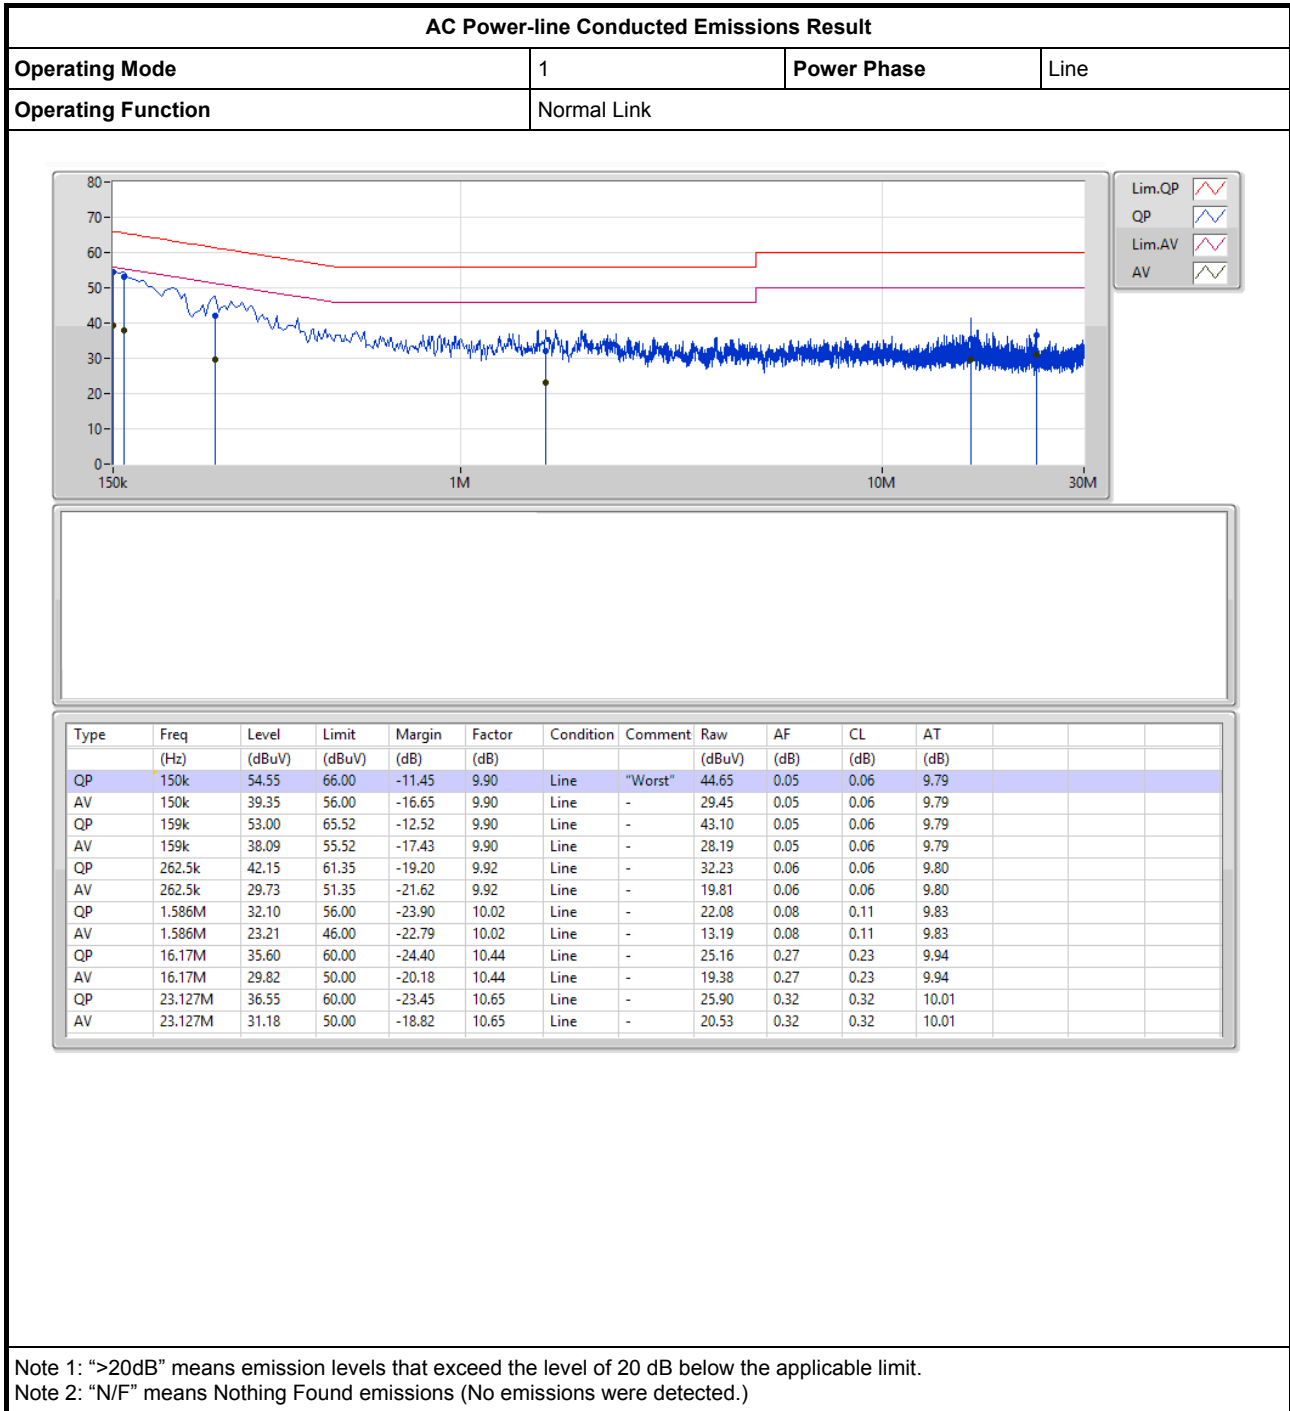 AC Power-line Conducted Emissions Result
Operating Mode 1 Power Phase Line
Operating Function Normal Link
80
70
60
50
40
30
20
10
0
150k 1M 10M 30M
Lim.QP
QP
Lim.AV
AV
Type Freq Level Limit Margin Factor Condition Comment Raw AF CL AT
(Hz) (dBuV) (dBuV) (dB) (dB) (dBuV) (dB) (dB) (dB)
QP 150k 54.55 66.00 -11.45 9.90 Line "Worst" 44.65 0.05 0.06 9.79
AV 150k 39.35 56.00 -16.65 9.90 Line - 29.45 0.05 0.06 9.79
QP 159k 53.00 65.52 -12.52 9.90 Line - 43.10 0.05 0.06 9.79
AV 159k 38.09 55.52 -17.43 9.90 Line - 28.19 0.05 0.06 9.79
QP 262.5k 42.15 61.35 -19.20 9.92 Line - 32.23 0.06 0.06 9.80
AV 262.5k 29.73 51.35 -21.62 9.92 Line - 19.81 0.06 0.06 9.80
QP 1.586M 32.10 56.00 -23.90 10.02 Line - 22.08 0.08 0.11 9.83
AV 1.586M 23.21 46.00 -22.79 10.02 Line - 13.19 0.08 0.11 9.83
QP 16.17M 35.60 60.00 -24.40 10.44 Line - 25.16 0.27 0.23 9.94
AV 16.17M 29.82 50.00 -20.18 10.44 Line - 19.38 0.27 0.23 9.94
QP 23.127M 36.55 60.00 -23.45 10.65 Line - 25.90 0.32 0.32 10.01
AV 23.127M 31.18 50.00 -18.82 10.65 Line - 20.53 0.32 0.32 10.01
Note 1: “>20dB” means emission levels that exceed the level of 20 dB below the applicable limit.
Note 2: “N/F” means Nothing Found emissions (No emissions were detected.)